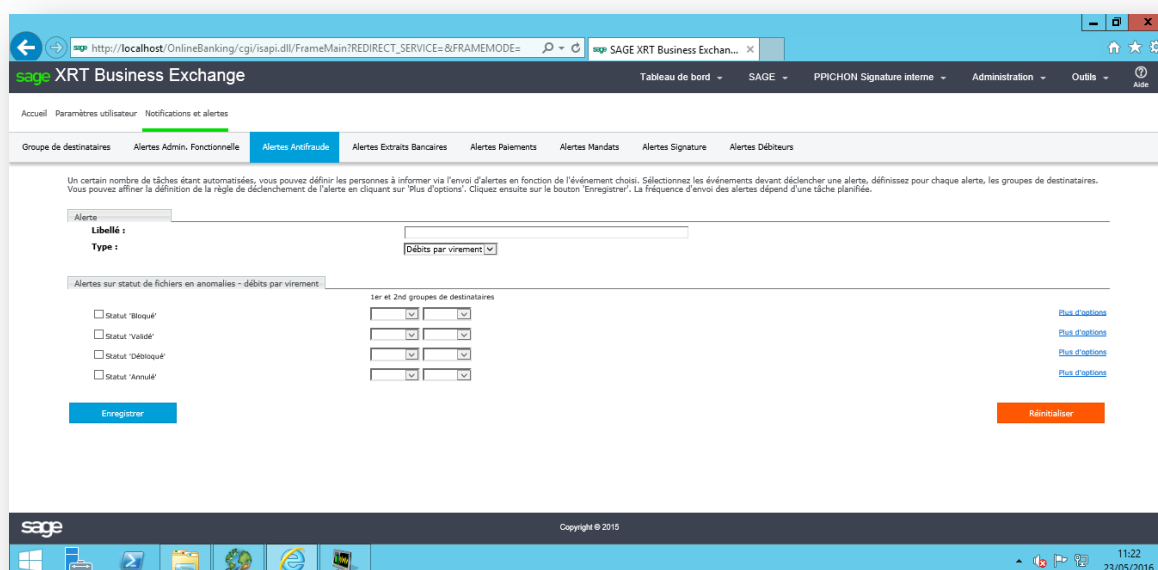 http://localhost/OnlineBanking/cgi/isapi.dll/FrameMain?REDIRECT_SERVICE=&FRAMEMODE=
SAGE XRT Business Exchan...
sage XRT Business Exchange
Tableau de bord SAGE PPICHON Signature interne Administration Outils Aide
Accueil Paramètres utilisateur Notifications et alertes
Groupe de destinataires Alertes Admin. Fonctionnelle Alertes Antifraude Alertes Extraits Bancaires Alertes Paiements Alertes Mandats Alertes Signature Alertes Débiteurs
Un certain nombre de tâches étant automatisées, vous pouvez définir les personnes à informer via l'envoi d'alertes en fonction de l'événement choisi. Sélectionnez les événements devant déclencher une alerte, définissez pour chaque alerte, les groupes de destinataires.
Vous pouvez affiner la définition de la règle de déclenchement de l'alerte en cliquant sur 'Plus d'options'. Cliquez ensuite sur le bouton 'Enregistrer'. La fréquence d'envoi des alertes dépend d'une tâche planifiée.
Alerte
Libellé :
Type : Débits par virement
Alertes sur statut de fichiers en anomalies - débits par virement
1er et 2nd groupes de destinataires
Statut 'Bloqué' Plus d'options
Statut 'Validé' Plus d'options
Statut 'Débloqué' Plus d'options
Statut 'Annulé' Plus d'options
Enregistrer Réinitialiser
sage Copyright © 2015
11:22
23/05/2016